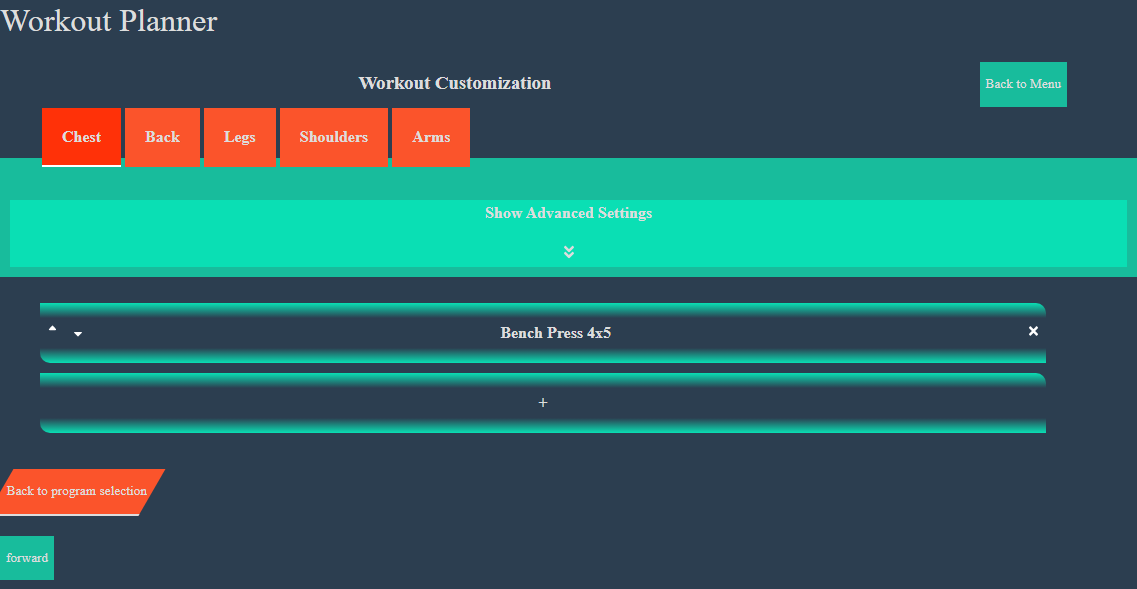 Workout Planner
Workout Customization
Back to Menu
Chest
Back
Legs
Shoulders
Arms
Show Advanced Settings
Bench Press 4x5
+
Back to program selection
forward